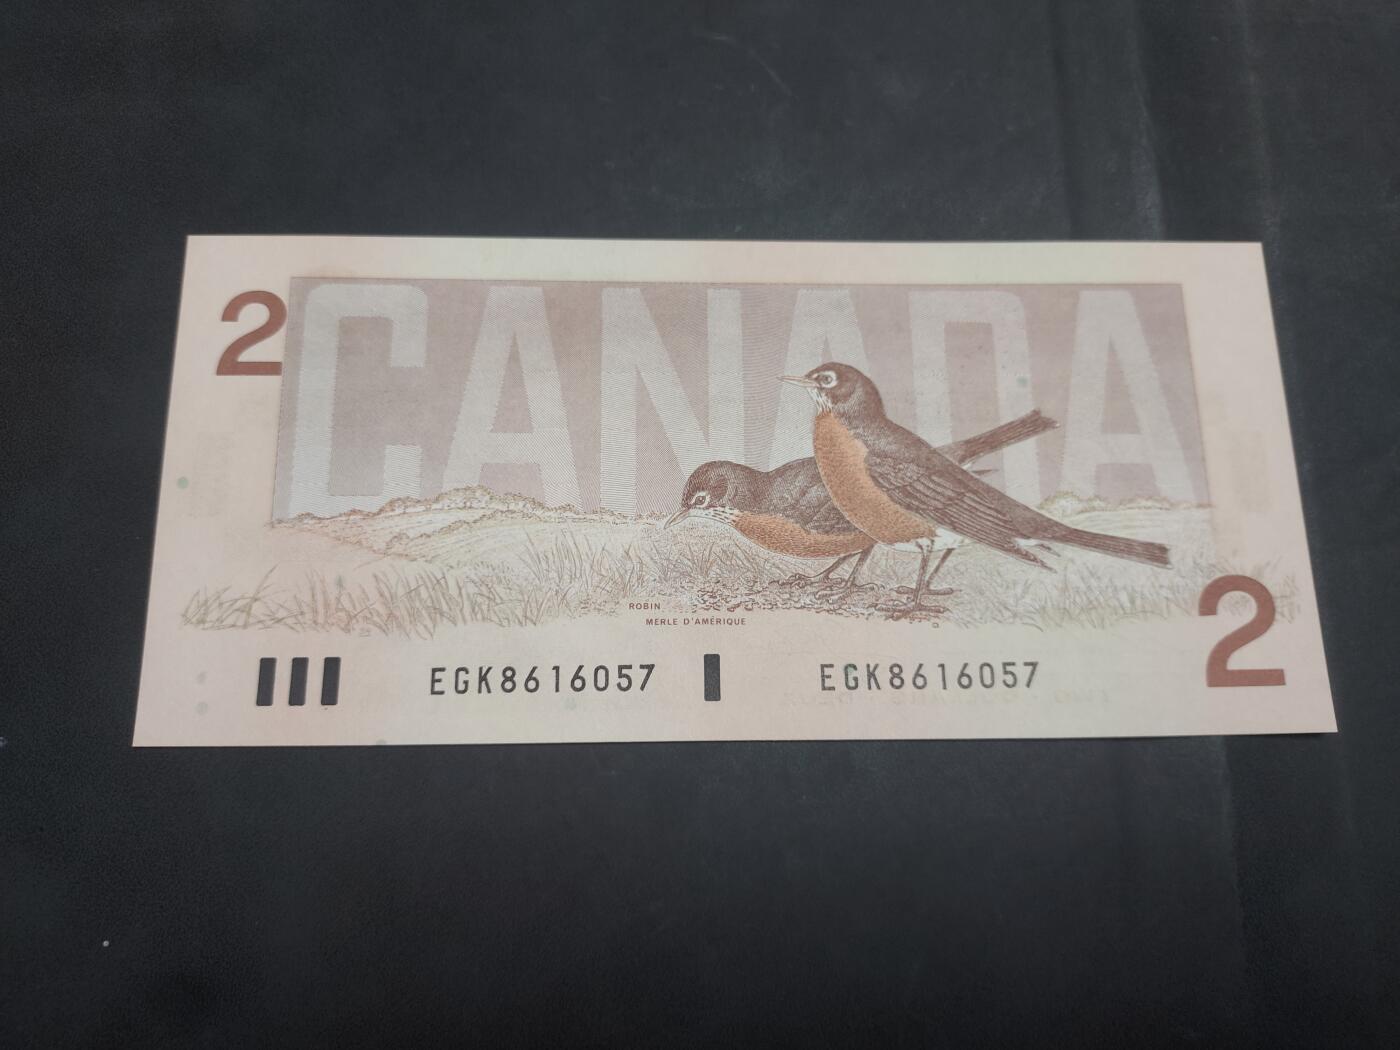 2
CANADA
ROBIN
MERLE D'AMÉRIQUE
2
EGK8616057
EGK8616057